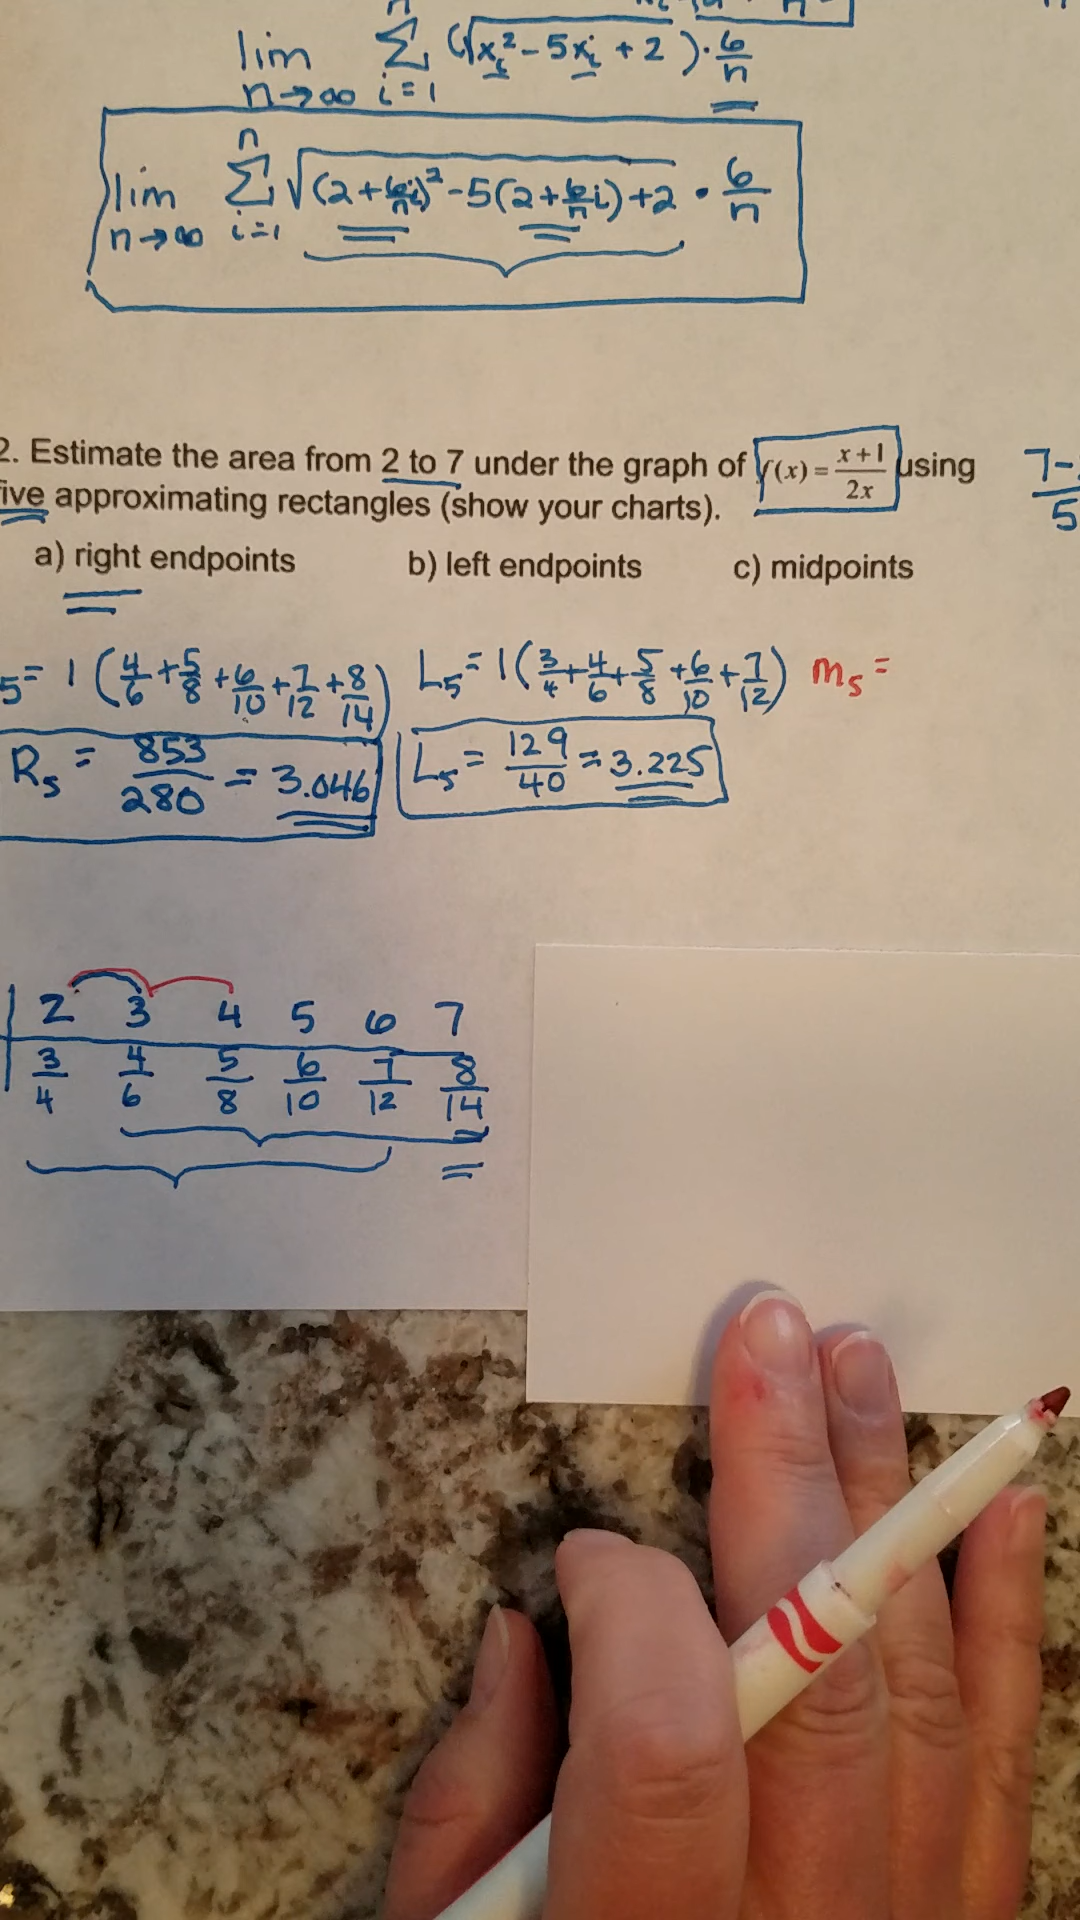 lim n→∞ n Σ i=1 (√xᵢ² - 5xᵢ + 2) · 6/n
lim n→∞ n Σ i=1 √(2+6/n i)² - 5(2+6/n i) + 2 · 6/n
2. Estimate the area from 2 to 7 under the graph of f(x) = x+1/2x using
five approximating rectangles (show your charts).
7-
5
a) right endpoints b) left endpoints c) midpoints
5 = 1 (4/6 + 5/8 + 6/10 + 7/12 + 8/14) L₅ = 1 (3/4 + 4/6 + 5/8 + 6/10 + 7/12) m₅ =
R₅ = 853/280 = 3.046 L₅ = 129/40 = 3.225
2 3 4 5 6 7
3/4 4/6 5/8 6/10 7/12 8/14